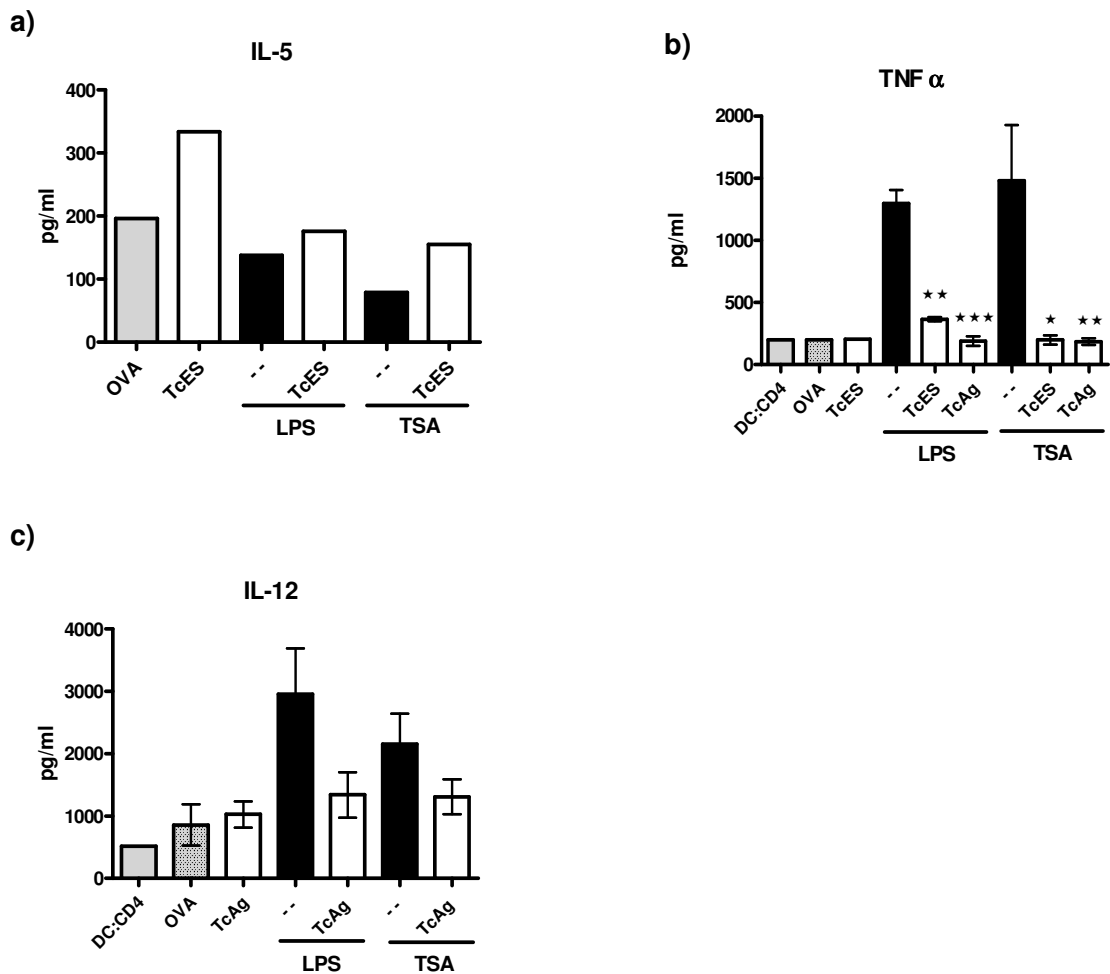 a)
IL-5
pg/ml
400
300
200
100
0
OVA
TcES
- -
TcES
- -
TcES
LPS
TSA
b)
TNF α
pg/ml
2000
1500
1000
500
0
★★
★★★
★
★★
DC:CD4
OVA
TcES
- -
TcES
TcAg
- -
TcES
TcAg
LPS
TSA
c)
IL-12
pg/ml
4000
3000
2000
1000
0
DC:CD4
OVA
TcAg
- -
TcAg
- -
TcAg
LPS
TSA